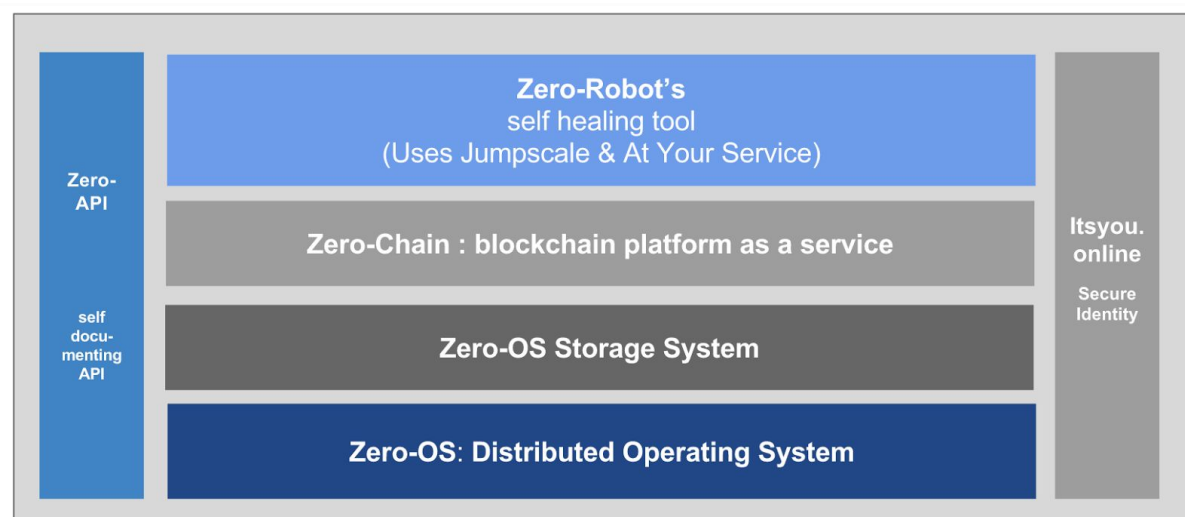 Zero-
API
self
docu-
menting
API
Zero-Robot's
self healing tool
(Uses Jumpscale & At Your Service)
Zero-Chain : blockchain platform as a service
Zero-OS Storage System
Zero-OS: Distributed Operating System
Itsyou.
online
Secure
Identity